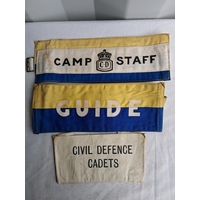 CAMP CD STAFF
GUIDE
CIVIL DEFENCE
CADETS